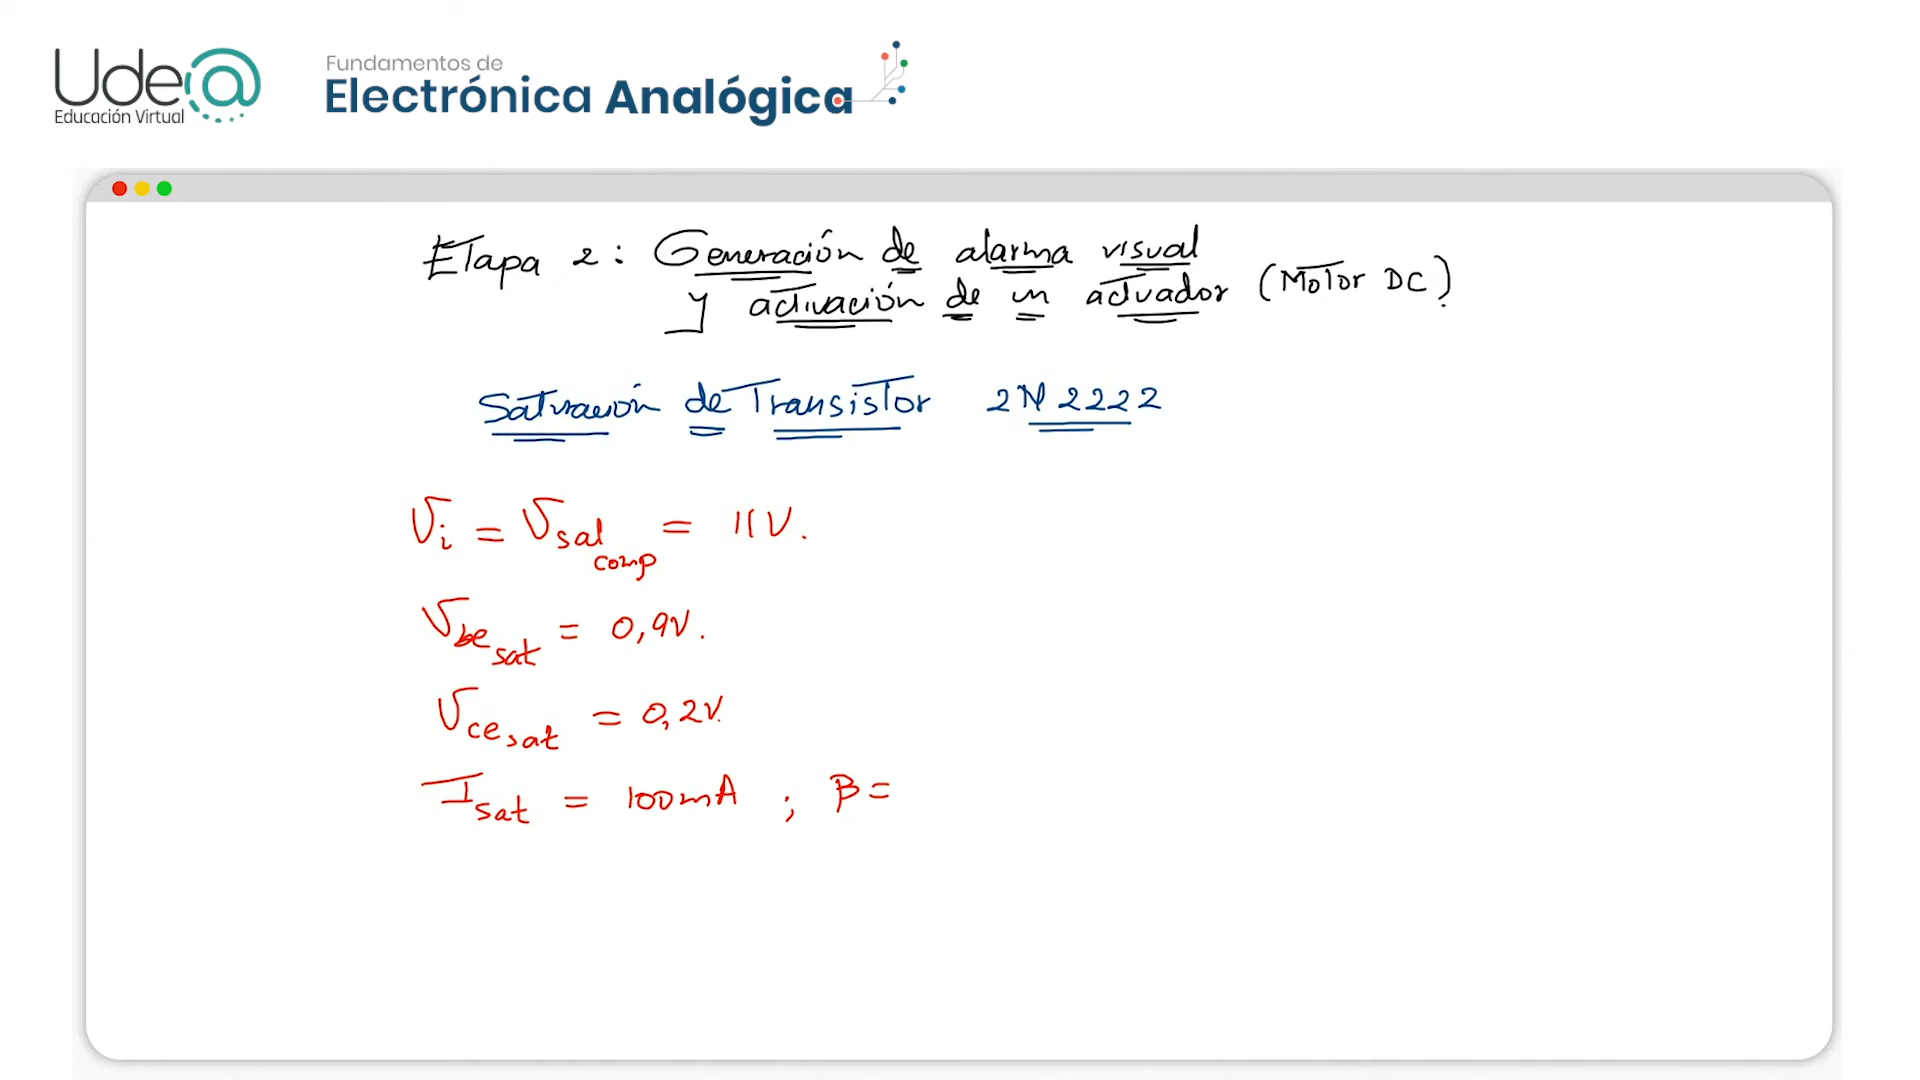 Ude@
Educación Virtual
Fundamentos de
Electrónica Analógica
Etapa 2: Generación de alarma visual
y activación de un actuador (Motor DC)
Saturación de Transistor 2N2222
Vi = Vsal comp = 11V.
Vbe sat = 0,9V.
Vce sat = 0,2V.
Isat = 100mA ; β=